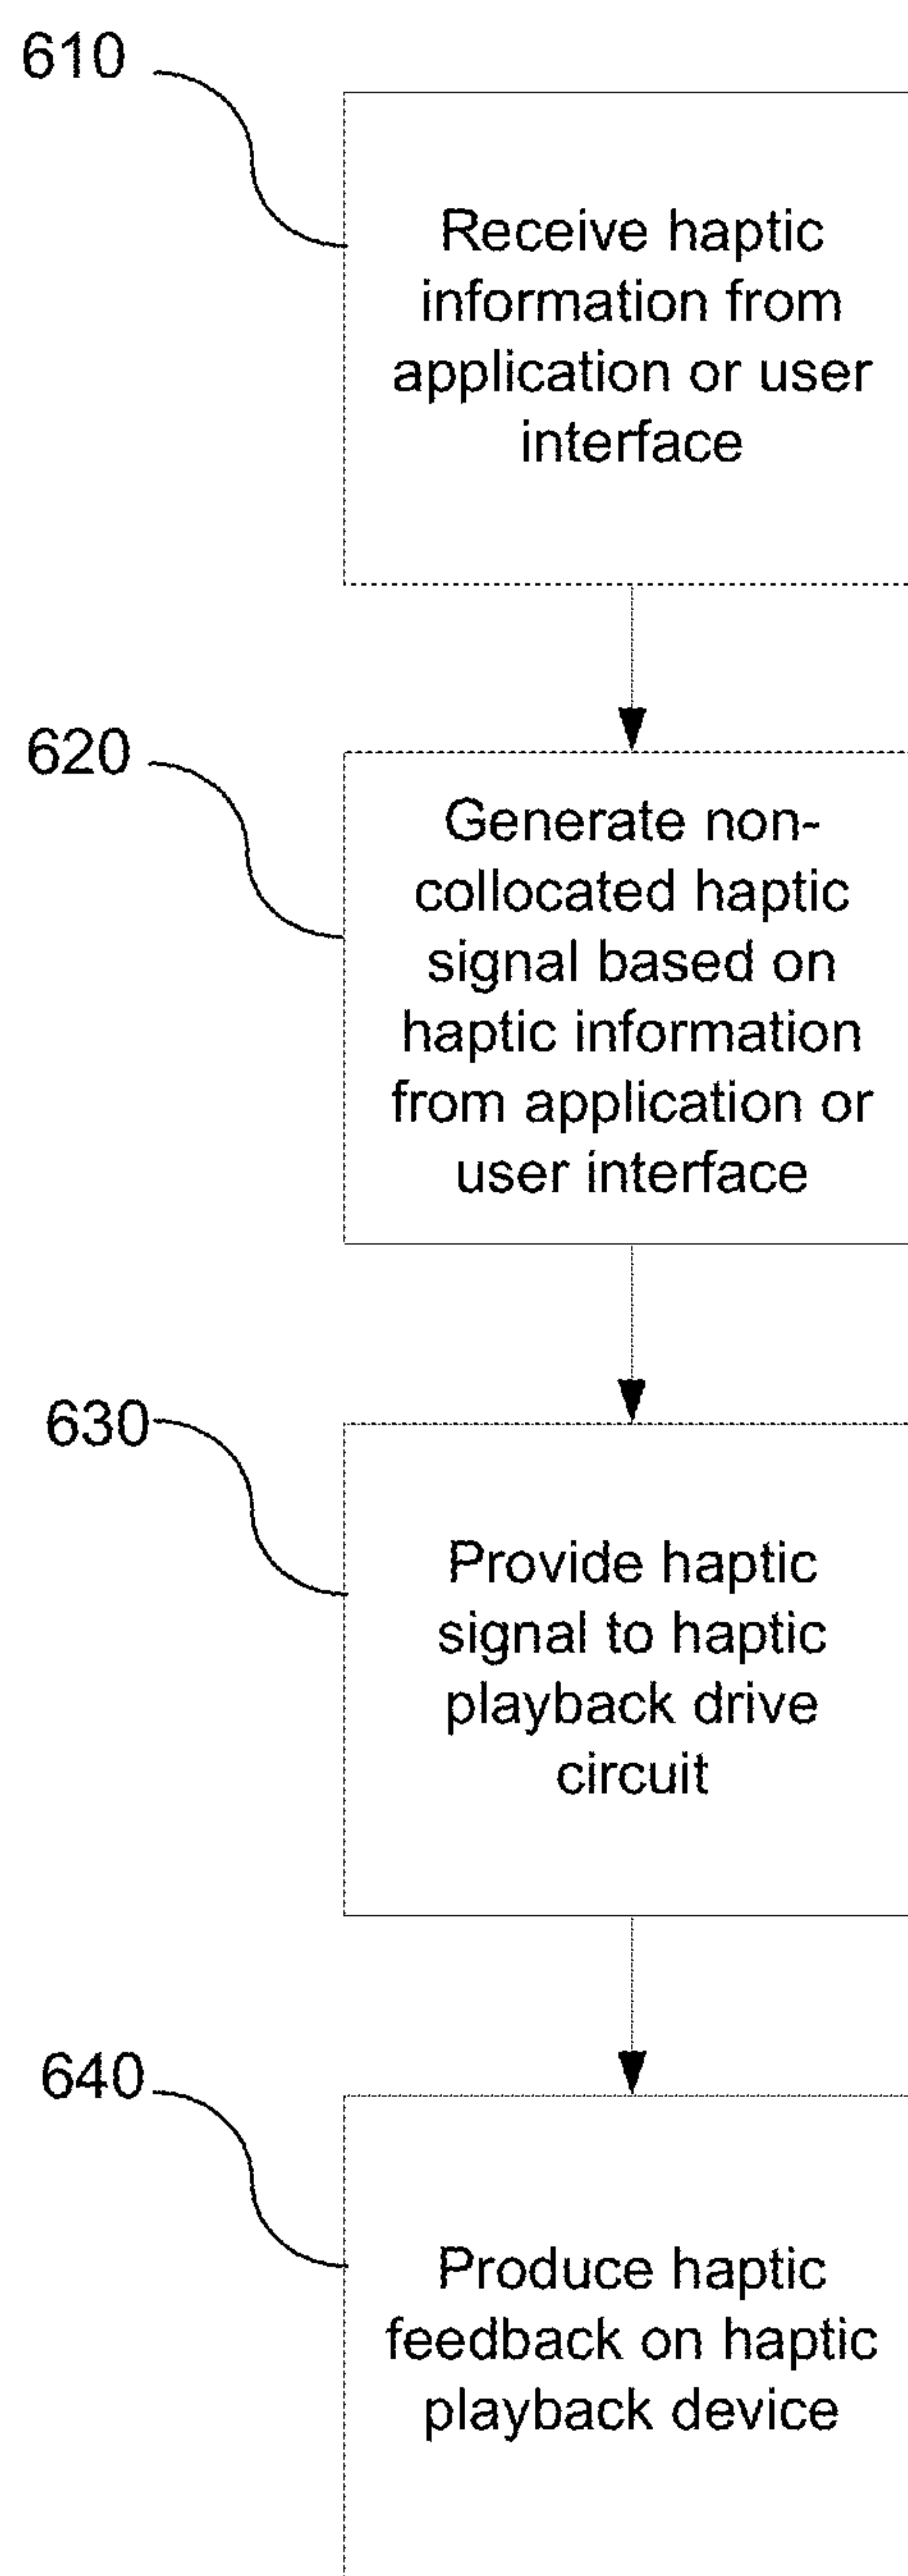 610
Receive haptic
information from
application or user
interface
620
Generate non-
collocated haptic
signal based on
haptic information
from application or
user interface
630
Provide haptic
signal to haptic
playback drive
circuit
640
Produce haptic
feedback on haptic
playback device